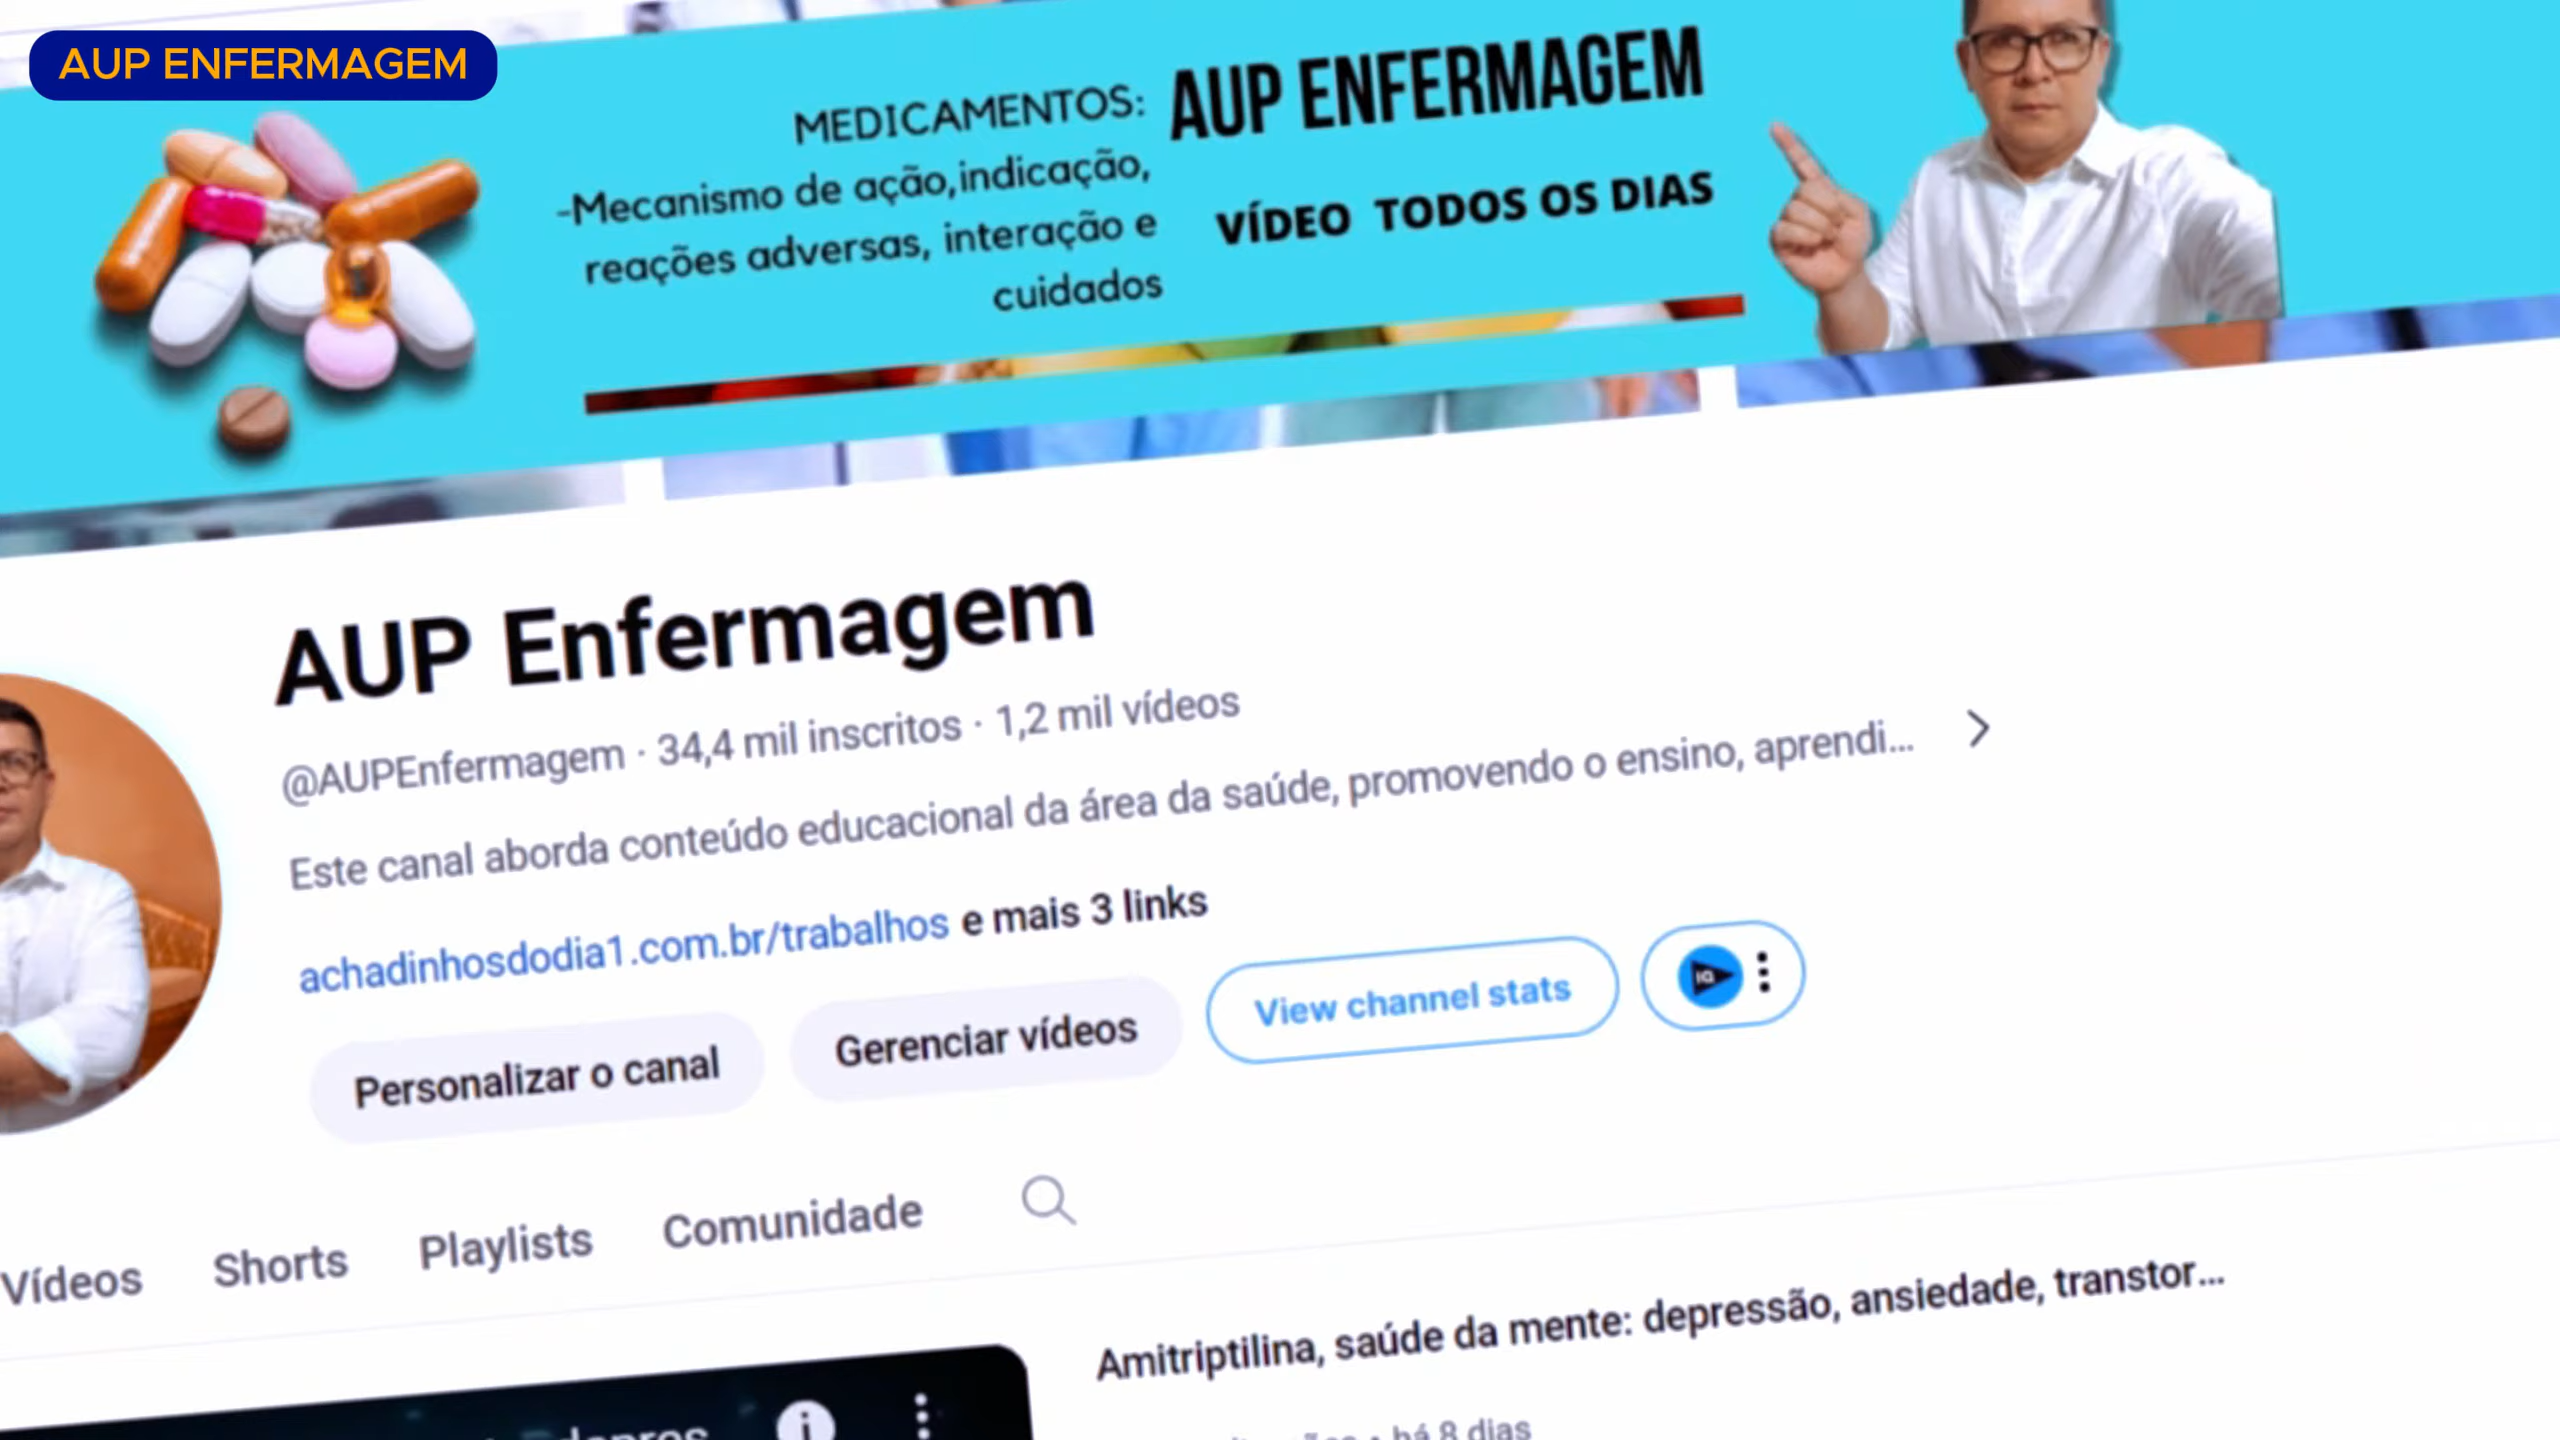 AUP ENFERMAGEM
MEDICAMENTOS:
-Mecanismo de ação,indicação,
reações adversas, interação e
cuidados
AUP ENFERMAGEM
VÍDEO TODOS OS DIAS
AUP Enfermagem
@AUPEnfermagem · 34,4 mil inscritos · 1,2 mil vídeos
Este canal aborda conteúdo educacional da área da saúde, promovendo o ensino, aprendi...
achadinhosdodia1.com.br/trabalhos e mais 3 links
Personalizar o canal
Gerenciar vídeos
View channel stats
IQ
Vídeos
Shorts
Playlists
Comunidade
Amitriptilina, saúde da mente: depressão, ansiedade, transtor...
há 8 dias